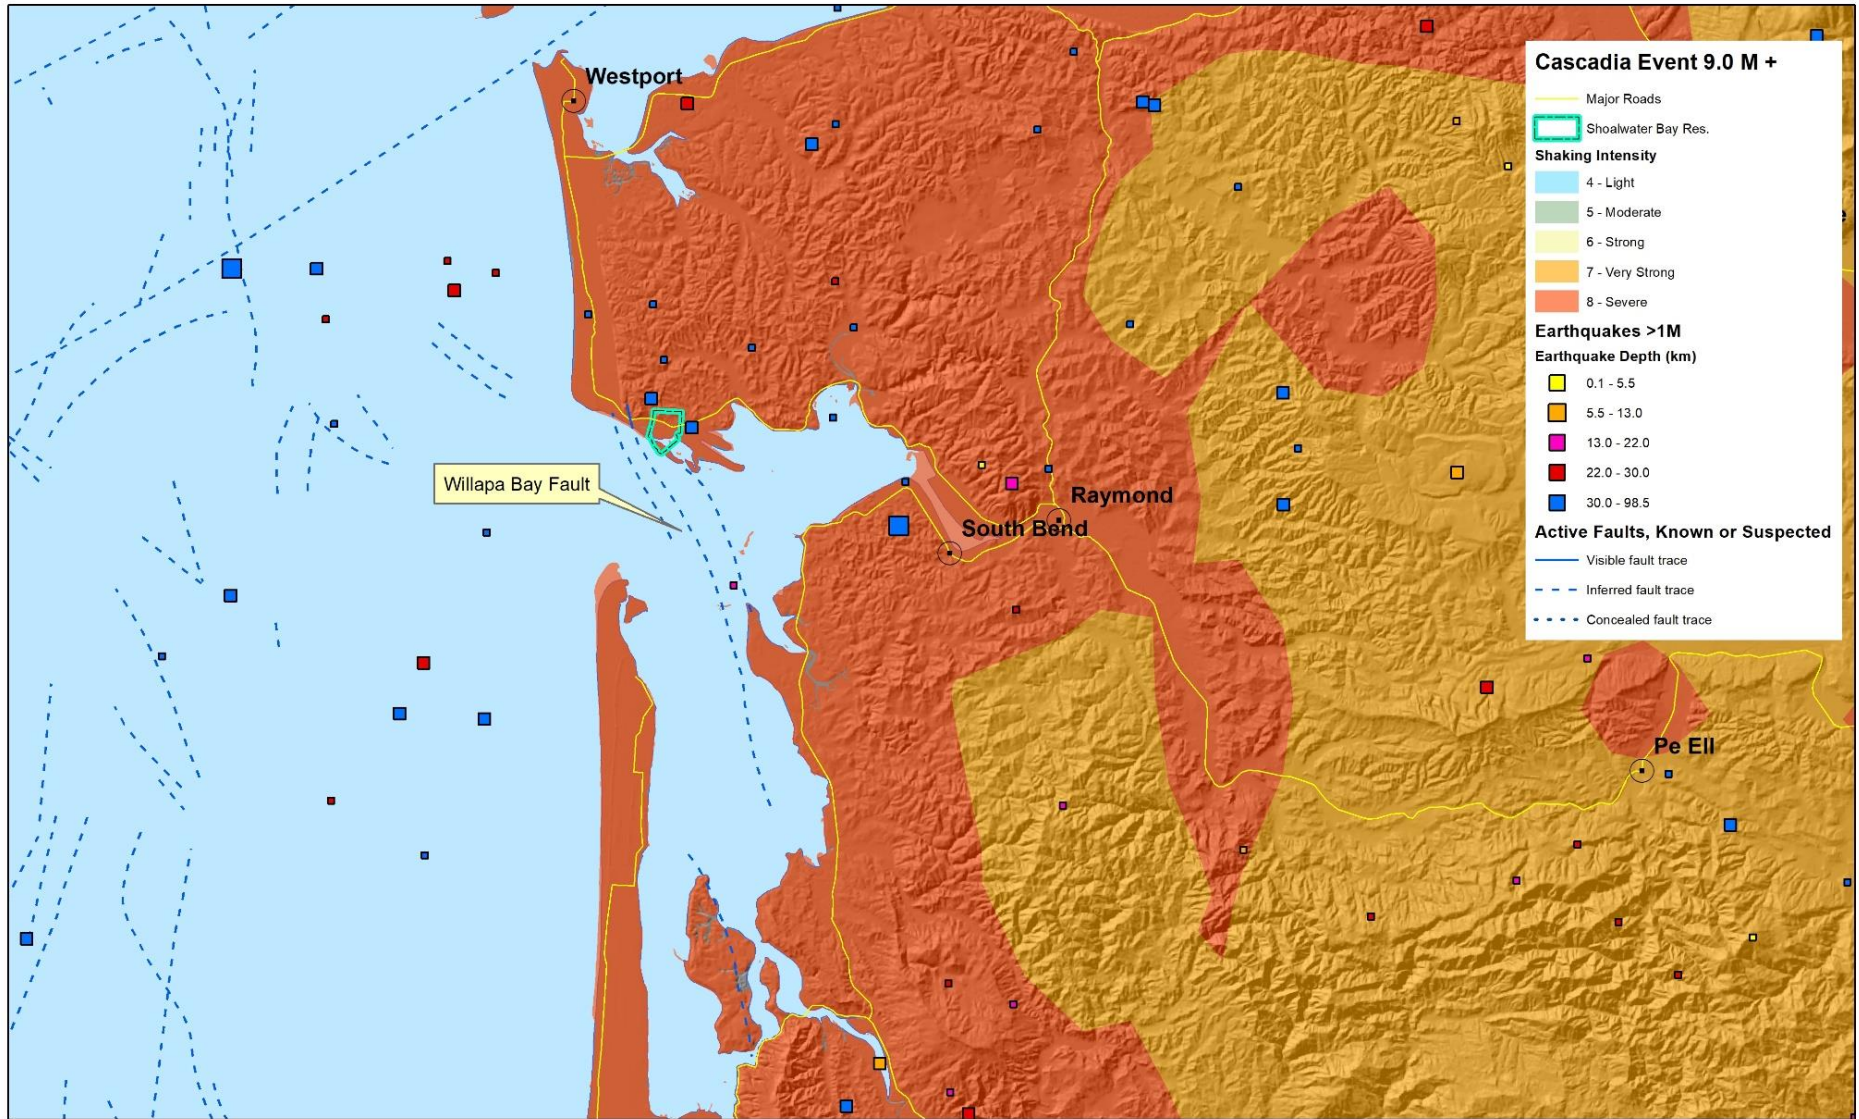 Westport
Willapa Bay Fault
Raymond
South Bend
Pe Ell
Cascadia Event 9.0 M +
Major Roads
Shoalwater Bay Res.
Shaking Intensity
4 - Light
5 - Moderate
6 - Strong
7 - Very Strong
8 - Severe
Earthquakes >1M
Earthquake Depth (km)
0.1 - 5.5
5.5 - 13.0
13.0 - 22.0
22.0 - 30.0
30.0 - 98.5
Active Faults, Known or Suspected
Visible fault trace
Inferred fault trace
Concealed fault trace